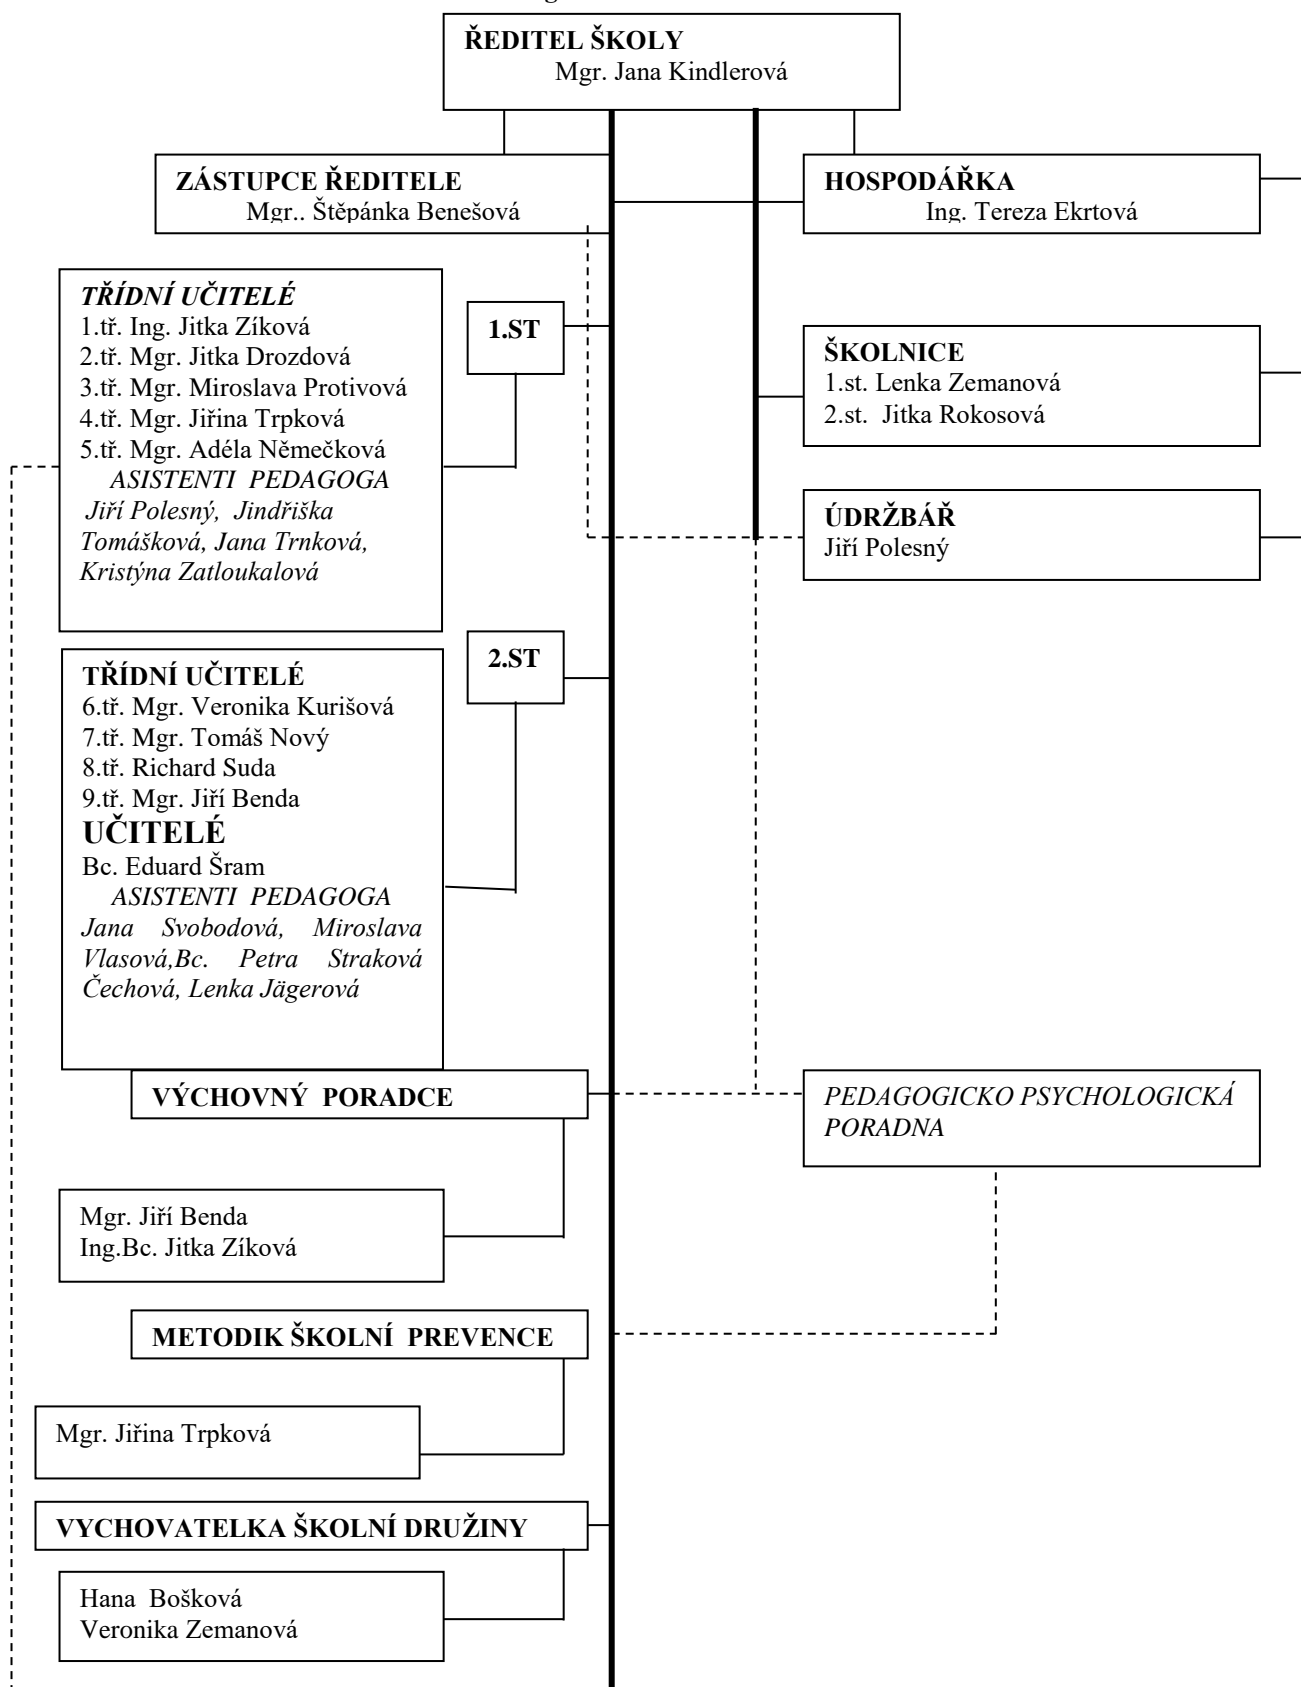 ŘEDITEL ŠKOLY
Mgr. Jana Kindlerová
ZÁSTUPCE ŘEDITELE
Mgr.. Štěpánka Benešová
HOSPODÁŘKA
Ing. Tereza Ekrtová
TŘÍDNÍ UČITELÉ
1.tř. Ing. Jitka Zíková
2.tř. Mgr. Jitka Drozdová
3.tř. Mgr. Miroslava Protivová
4.tř. Mgr. Jiřina Trpková
5.tř. Mgr. Adéla Němečková
ASISTENTI PEDAGOGA
Jiří Polesný, Jindřiška
Tomášková, Jana Trnková,
Kristýna Zatloukalová
1.ST
ŠKOLNICE
1.st. Lenka Zemanová
2.st. Jitka Rokosová
ÚDRŽBÁŘ
Jiří Polesný
2.ST
TŘÍDNÍ UČITELÉ
6.tř. Mgr. Veronika Kurišová
7.tř. Mgr. Tomáš Nový
8.tř. Richard Suda
9.tř. Mgr. Jiří Benda
UČITELÉ
Bc. Eduard Šram
ASISTENTI PEDAGOGA
Jana Svobodová, Miroslava
Vlasová,Bc. Petra Straková
Čechová, Lenka Jägerová
VÝCHOVNÝ PORADCE
PEDAGOGICKO PSYCHOLOGICKÁ
PORADNA
Mgr. Jiří Benda
Ing.Bc. Jitka Zíková
METODIK ŠKOLNÍ PREVENCE
Mgr. Jiřina Trpková
VYCHOVATELKA ŠKOLNÍ DRUŽINY
Hana Bošková
Veronika Zemanová